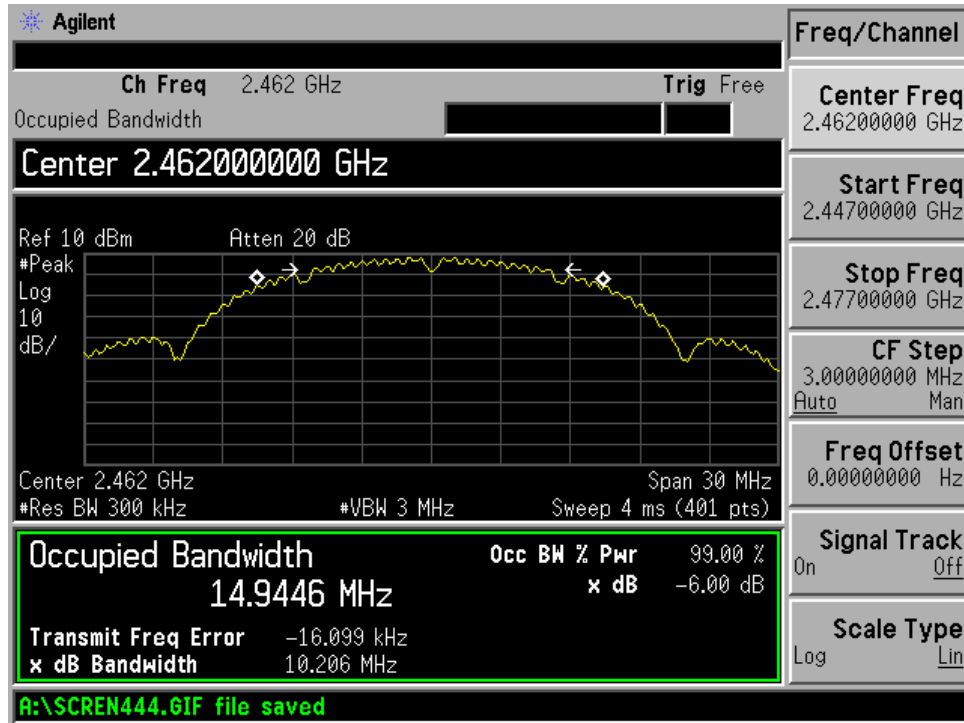 Agilent
Ch Freq 2.462 GHz Trig Free
Occupied Bandwidth
Center 2.462000000 GHz
Ref 10 dBm Atten 20 dB
#Peak
Log
10
dB/
Center 2.462 GHz Span 30 MHz
#Res BW 300 kHz #VBW 3 MHz Sweep 4 ms (401 pts)
Occupied Bandwidth Occ BW % Pwr 99.00 %
14.9446 MHz x dB -6.00 dB
Transmit Freq Error -16.099 kHz
x dB Bandwidth 10.206 MHz
A:\SCREN444.GIF file saved
Freq/Channel
Center Freq
2.46200000 GHz
Start Freq
2.44700000 GHz
Stop Freq
2.47700000 GHz
CF Step
3.00000000 MHz
Auto Man
Freq Offset
0.00000000 Hz
Signal Track
On Off
Scale Type
Log Lin